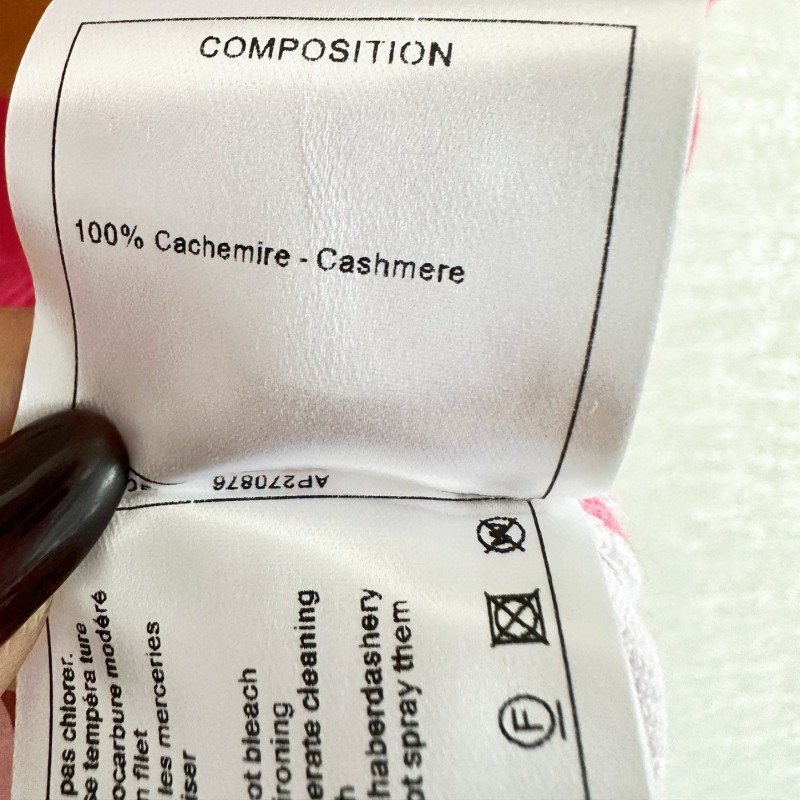 COMPOSITION
100% Cachemire - Cashmere
AP270876
pas chlorer.
se tempéra ture
ocarbure modéré
n filet
les merceries
iser
ot bleach
ironing
erate cleaning
h
haberdashery
ot spray them
F